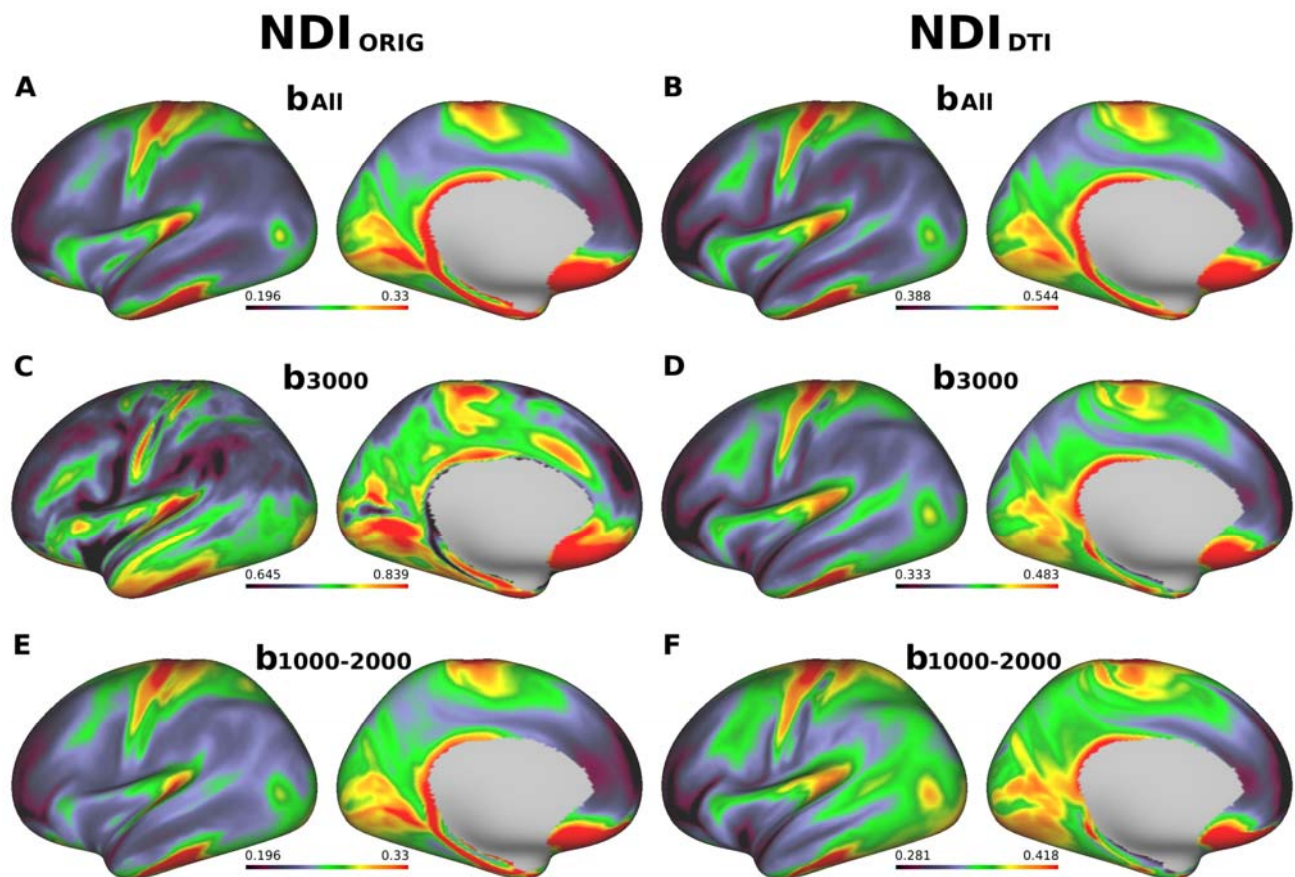 NDI ORIG NDI DTI
A bAll B bAll
0.196 0.33 0.388 0.544
C b3000 D b3000
0.645 0.839 0.333 0.483
E b1000-2000 F b1000-2000
0.196 0.33 0.281 0.418